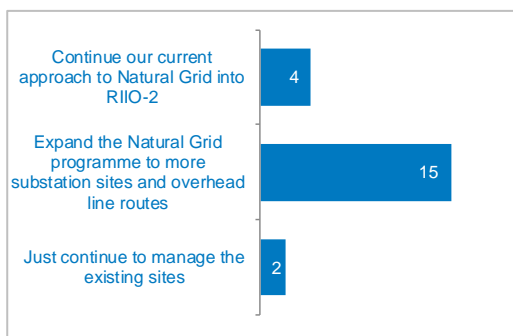 Continue our current
approach to Natural Grid into
RIIO-2
4
Expand the Natural Grid
programme to more
substation sites and overhead
line routes
15
Just continue to manage the
existing sites
2